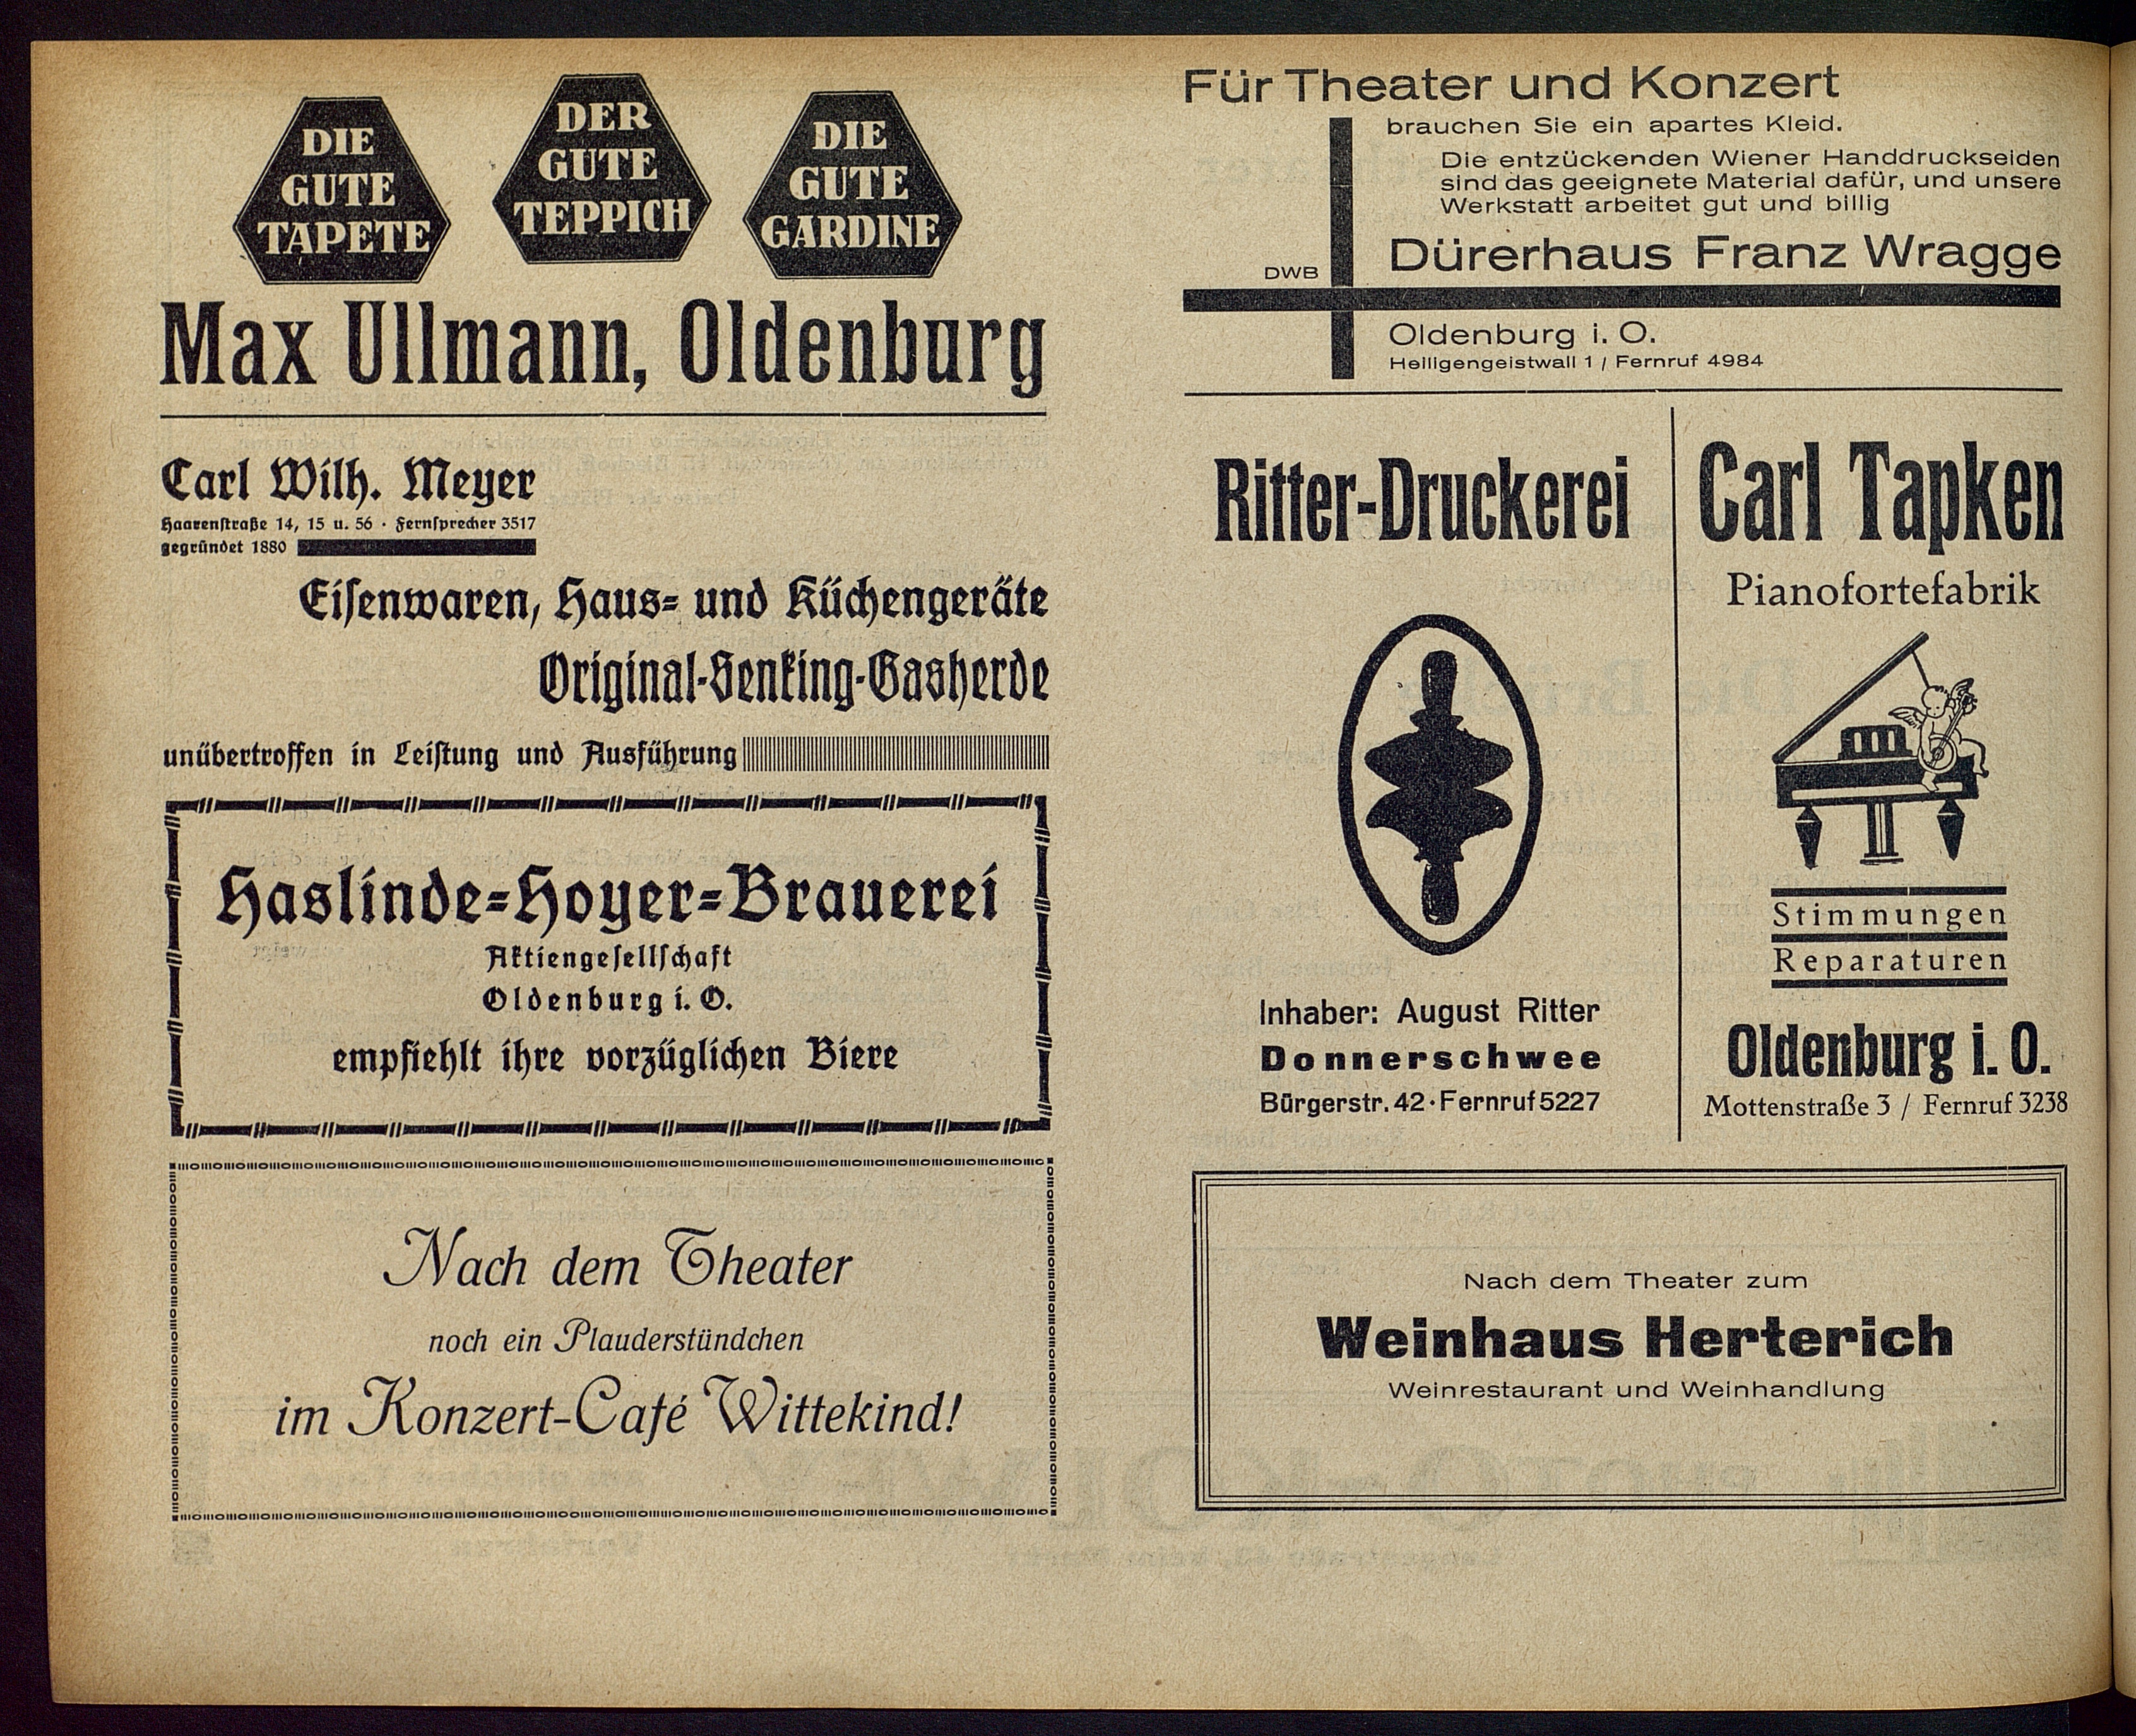 DIE
GUTE
TAPETE
DER
GUTE
TEPPICH
DIE
GUTE
GARDINE
Max Ullmann, Oldenburg
Carl Wilh. Meyer
Haarenstraße 14, 15 u. 56 · Fernsprecher 3517
gegründet 1880
Eisenwaren, Haus- und Küchengeräte
Original-Senking-Gasherde
unübertroffen in Leistung und Ausführung
Haslinde-Hoyer-Brauerei
Aktiengesellschaft
Oldenburg i. O.
empfiehlt ihre vorzüglichen Biere
Nach dem Theater
noch ein Plauderstündchen
im Konzert-Café Wittekind!
Für Theater und Konzert
brauchen Sie ein apartes Kleid.
Die entzückenden Wiener Handdruckseiden
sind das geeignete Material dafür, und unsere
Werkstatt arbeitet gut und billig
DWB
Dürerhaus Franz Wragge
Oldenburg i. O.
Heiligengeistwall 1 / Fernruf 4984
Ritter-Druckerei
Inhaber: August Ritter
Donnerschwee
Bürgerstr. 42 · Fernruf 5227
Carl Tapken
Pianofortefabrik
Stimmungen
Reparaturen
Oldenburg i. O.
Mottenstraße 3 / Fernruf 3238
Nach dem Theater zum
Weinhaus Herterich
Weinrestaurant und Weinhandlung